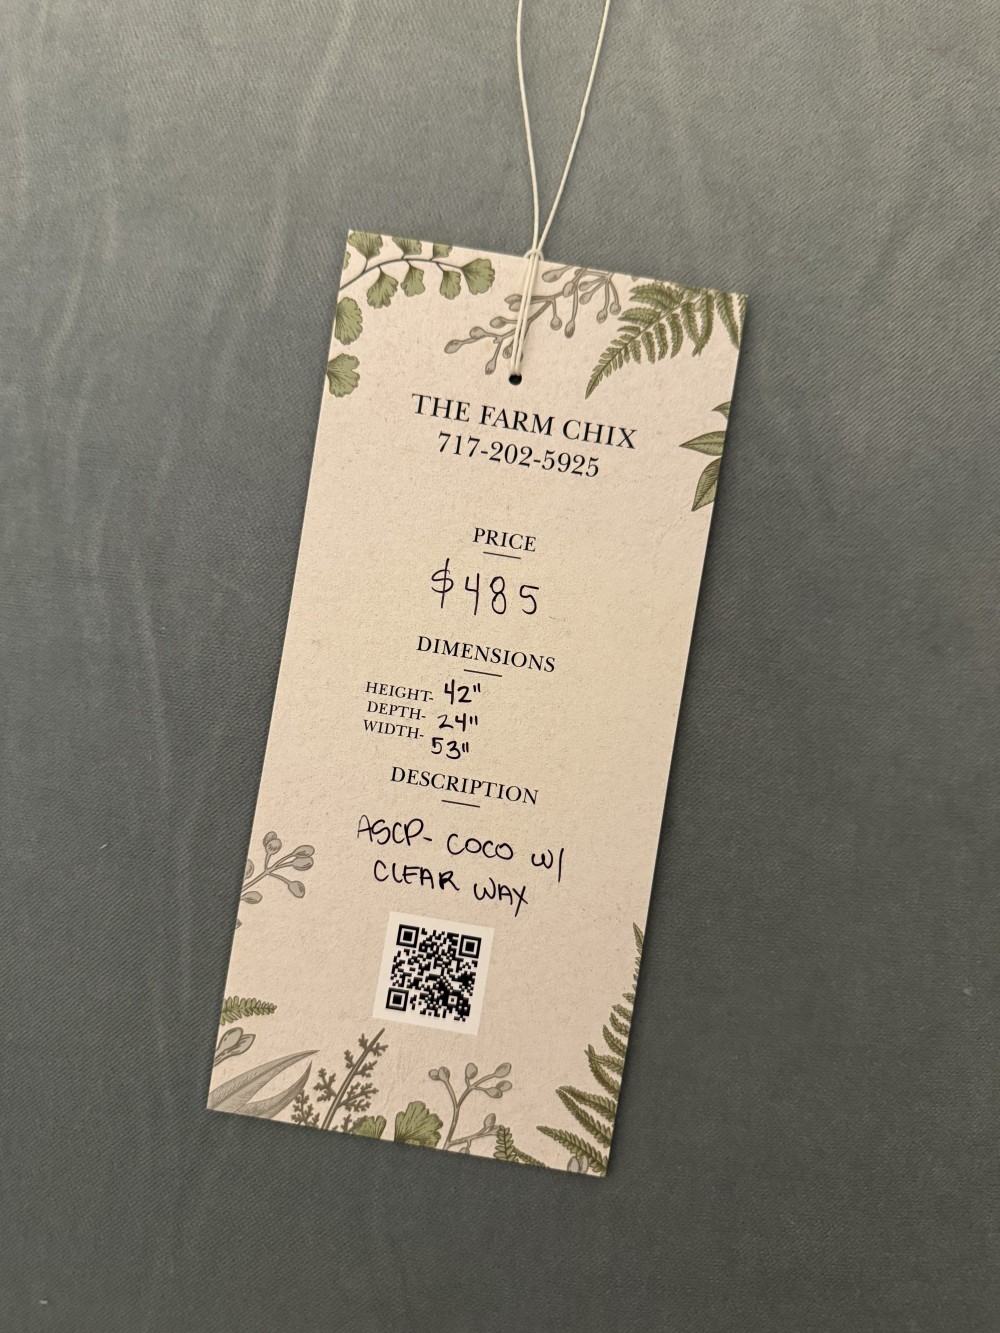 THE FARM CHIX
717-202-5925
PRICE
$485
DIMENSIONS
HEIGHT- 42"
DEPTH- 24"
WIDTH- 53"
DESCRIPTION
ASCP- COCO W/
CLEAR WAX